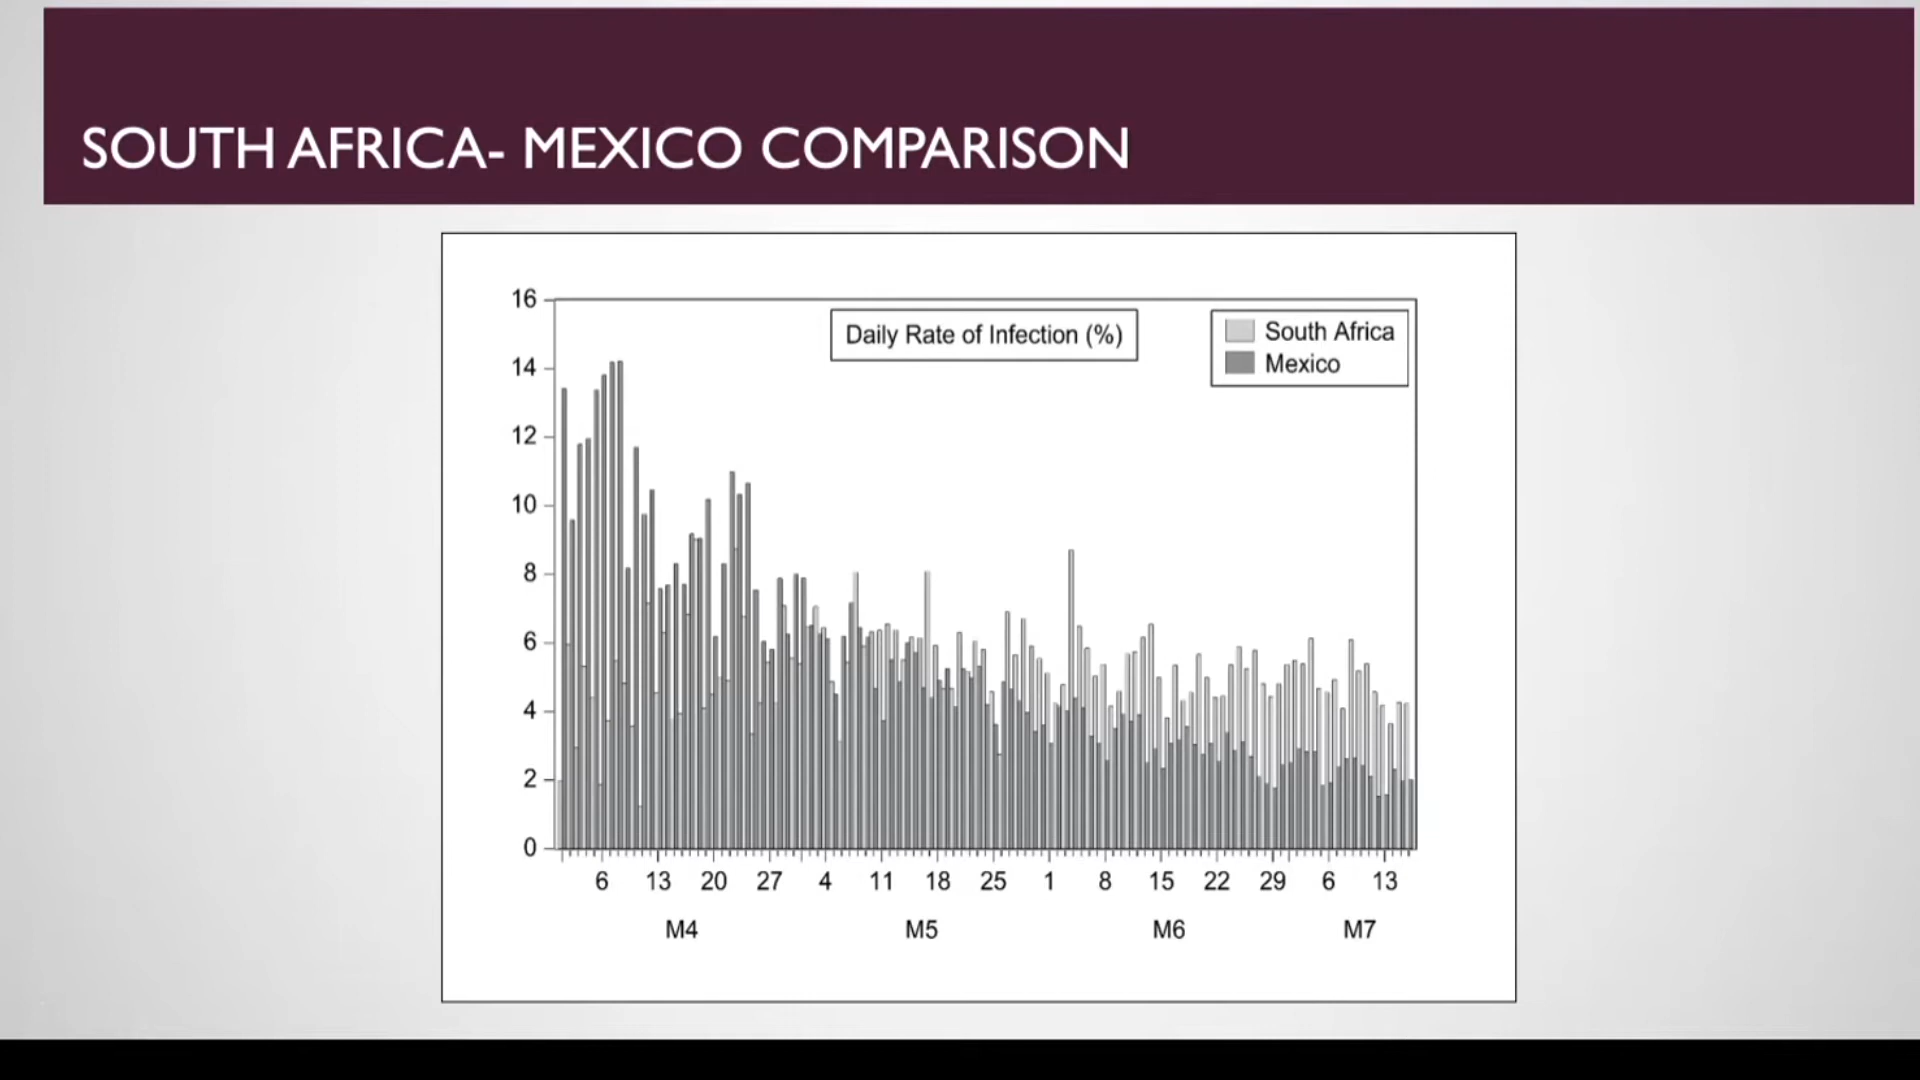 SOUTH AFRICA- MEXICO COMPARISON
Daily Rate of Infection (%)
South Africa
Mexico
16
14
12
10
8
6
4
2
0
6 13 20 27 4 11 18 25 1 8 15 22 29 6 13
M4 M5 M6 M7